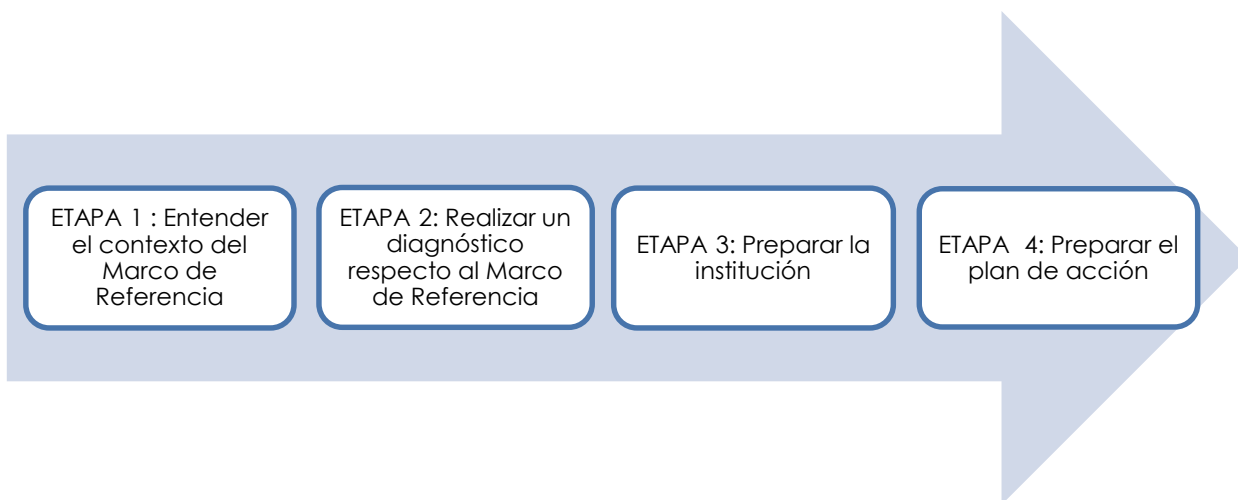 ETAPA 1 : Entender
el contexto del
Marco de
Referencia
ETAPA 2: Realizar un
diagnóstico
respecto al Marco
de Referencia
ETAPA 3: Preparar la
institución
ETAPA  4: Preparar el
plan de acción